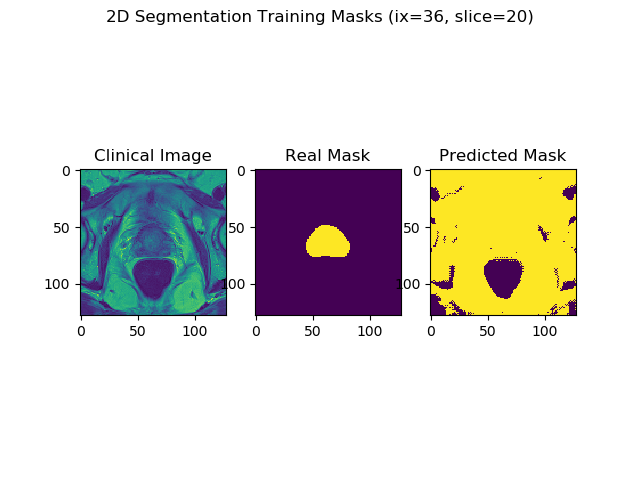 2D Segmentation Training Masks (ix=36, slice=20)
Clinical Image Real Mask Predicted Mask
0 0 0
50 50 50
100 100 100
0 50 100 0 50 100 0 50 100